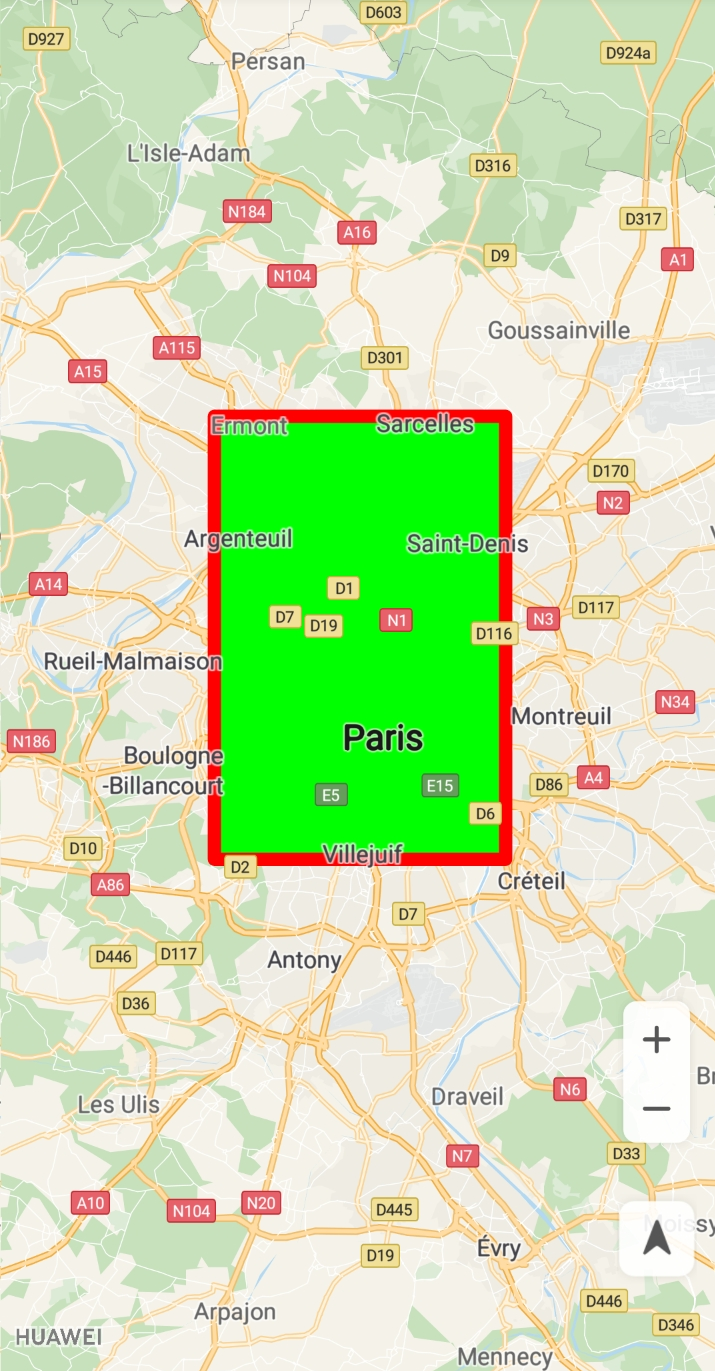 D603
D927
D924a
Persan
L'Isle-Adam
D316
N184
D317
A16
D9
A1
N104
Goussainville
A115
D301
A15
Ermont
Sarcelles
D170
N2
Argenteuil
Saint-Denis
A14
D1
D117
D7
D19
N1
N3
D116
Rueil-Malmaison
N34
Montreuil
N186
Paris
Boulogne
-Billancourt
A4
D86
E5
E15
D6
D10
Villejuif
D2
A86
Créteil
D7
D446
D117
Antony
D36
+
−
Br
Les Ulis
Draveil
N6
N7
D33
A10
N104
N20
D445
Moissy
Évry
D19
D446
Arpajon
D346
HUAWEI
Mennecy